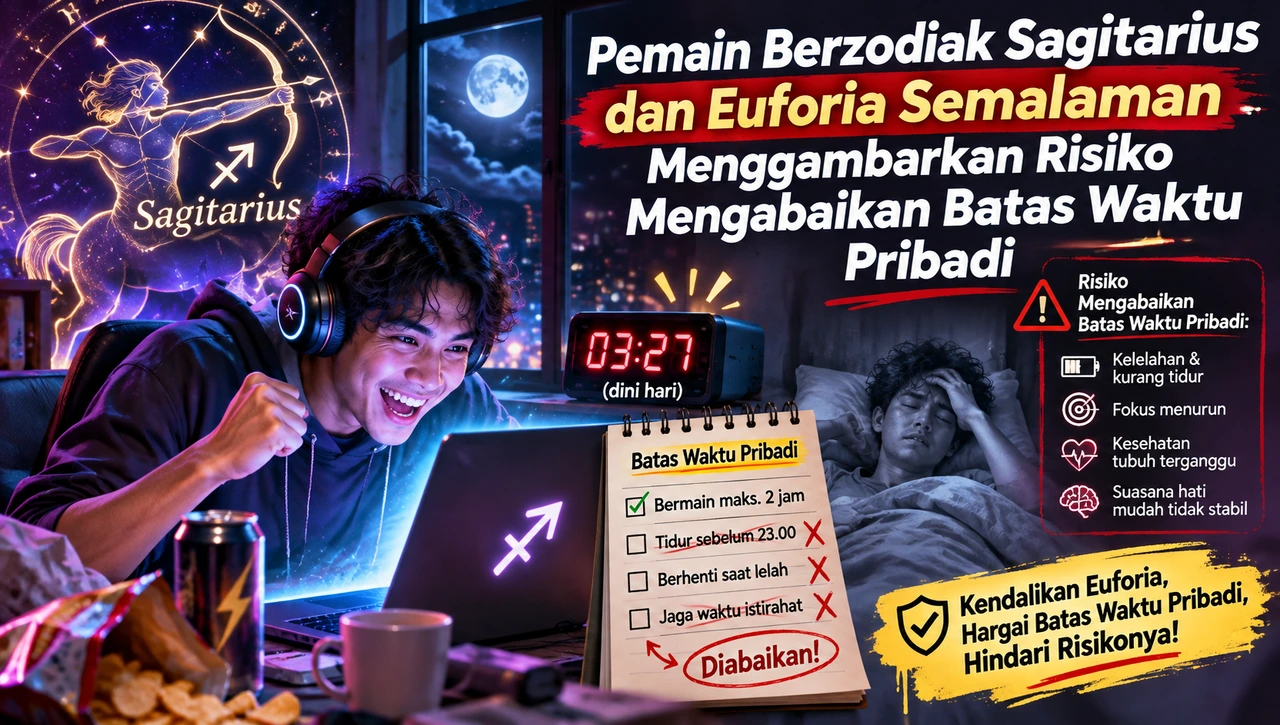 Sagitarius
Pemain Berzodiak Sagitarius
dan Euforia Semalaman
Menggambarkan Risiko
Mengabaikan Batas Waktu
Pribadi
03:27
(dini hari)
Batas Waktu Pribadi
Bermain maks. 2 jam
Tidur sebelum 23.00
Berhenti saat lelah
Jaga waktu istirahat
Diabaikan!
Risiko
Mengabaikan
Batas Waktu Pribadi:
Kelelahan &
kurang tidur
Fokus menurun
Kesehatan
tubuh terganggu
Suasana hati
mudah tidak stabil
Kendalikan Euforia,
Hargai Batas Waktu Pribadi,
Hindari Risikonya!